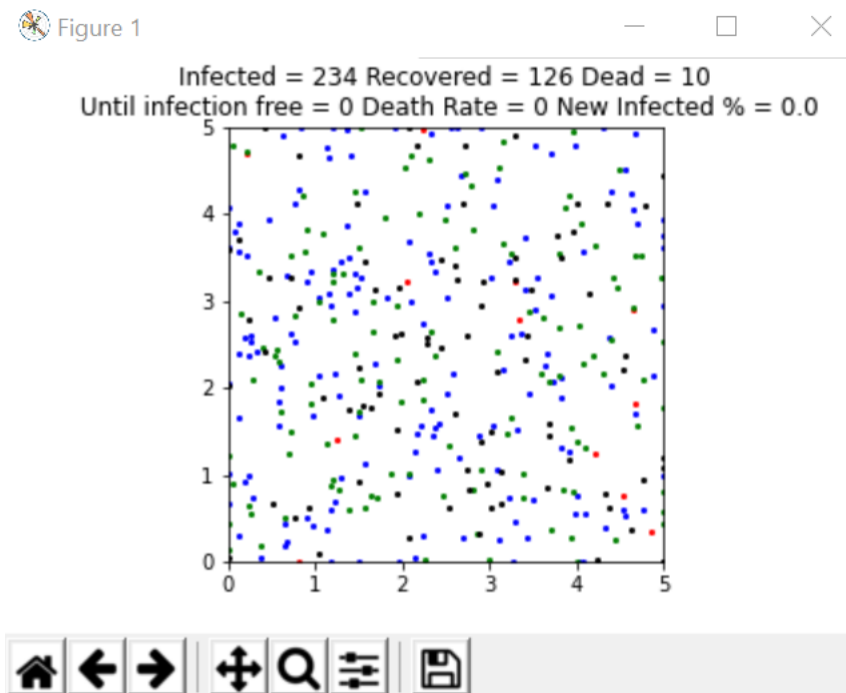 Figure 1
Infected = 234 Recovered = 126 Dead = 10
Until infection free = 0 Death Rate = 0 New Infected % = 0.0
5
4
3
2
1
0
0 1 2 3 4 5